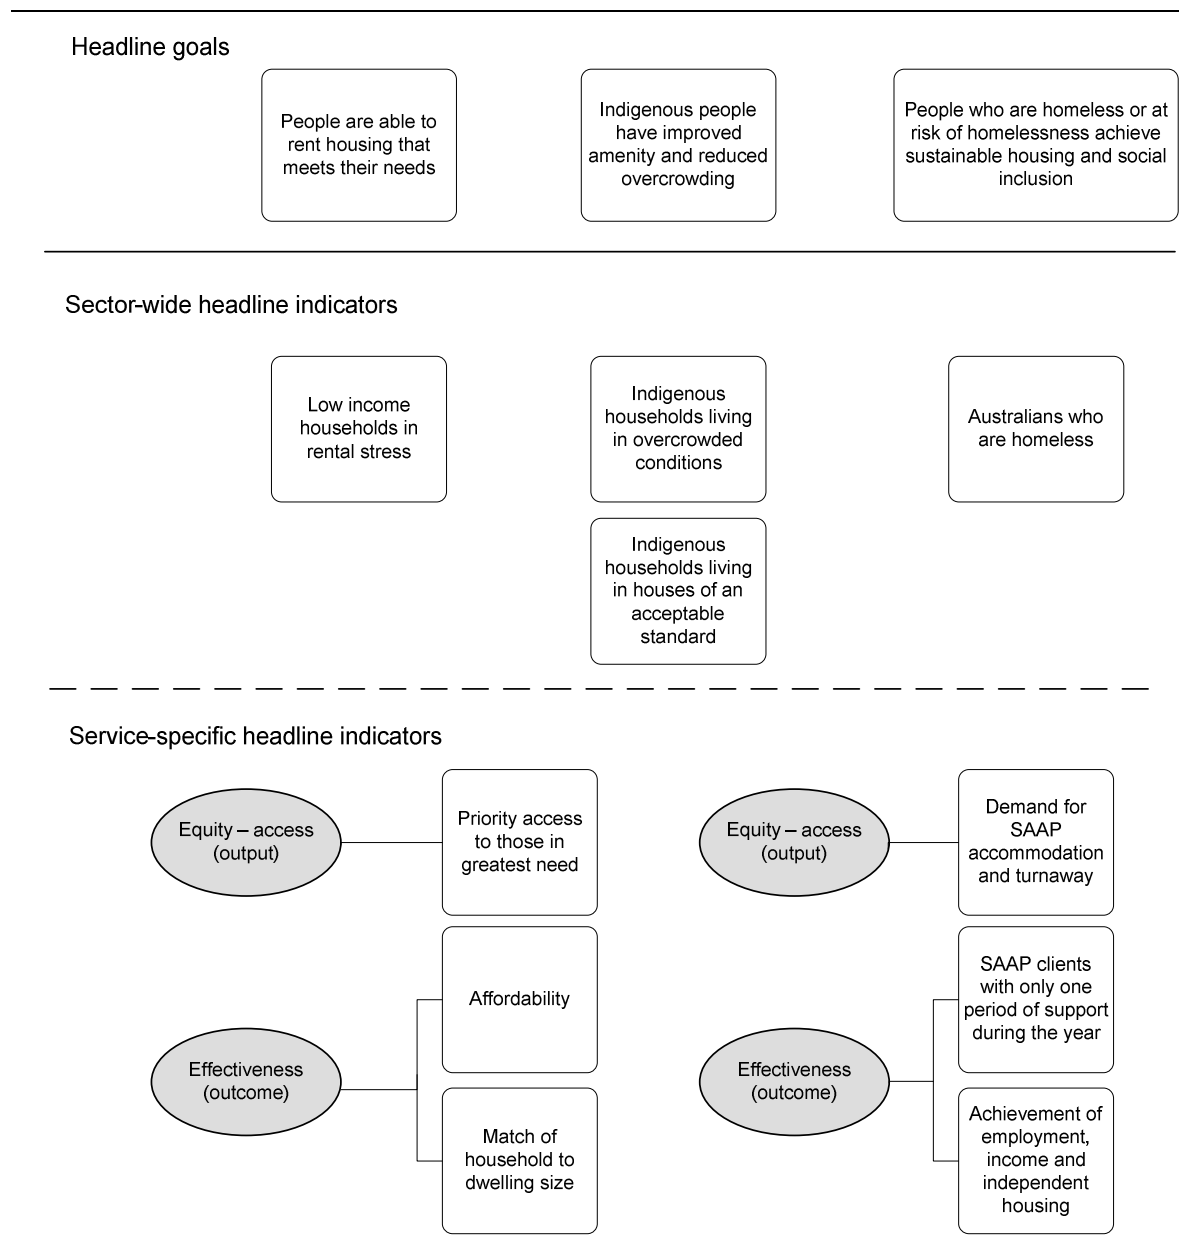 Headline goals
People are able to
rent housing that
meets their needs
Indigenous people
have improved
amenity and reduced
overcrowding
People who are homeless or at
risk of homelessness achieve
sustainable housing and social
inclusion
Sector-wide headline indicators
Low income
households in
rental stress
Indigenous
households living
in overcrowded
conditions
Australians who
are homeless
Indigenous
households living
in houses of an
acceptable
standard
Service-specific headline indicators
Equity – access
(output)
Priority access
to those in
greatest need
Affordability
Effectiveness
(outcome)
Match of
household to
dwelling size
Equity – access
(output)
Demand for
SAAP
accommodation
and turnaway
SAAP clients
with only one
period of support
during the year
Effectiveness
(outcome)
Achievement of
employment,
income and
independent
housing